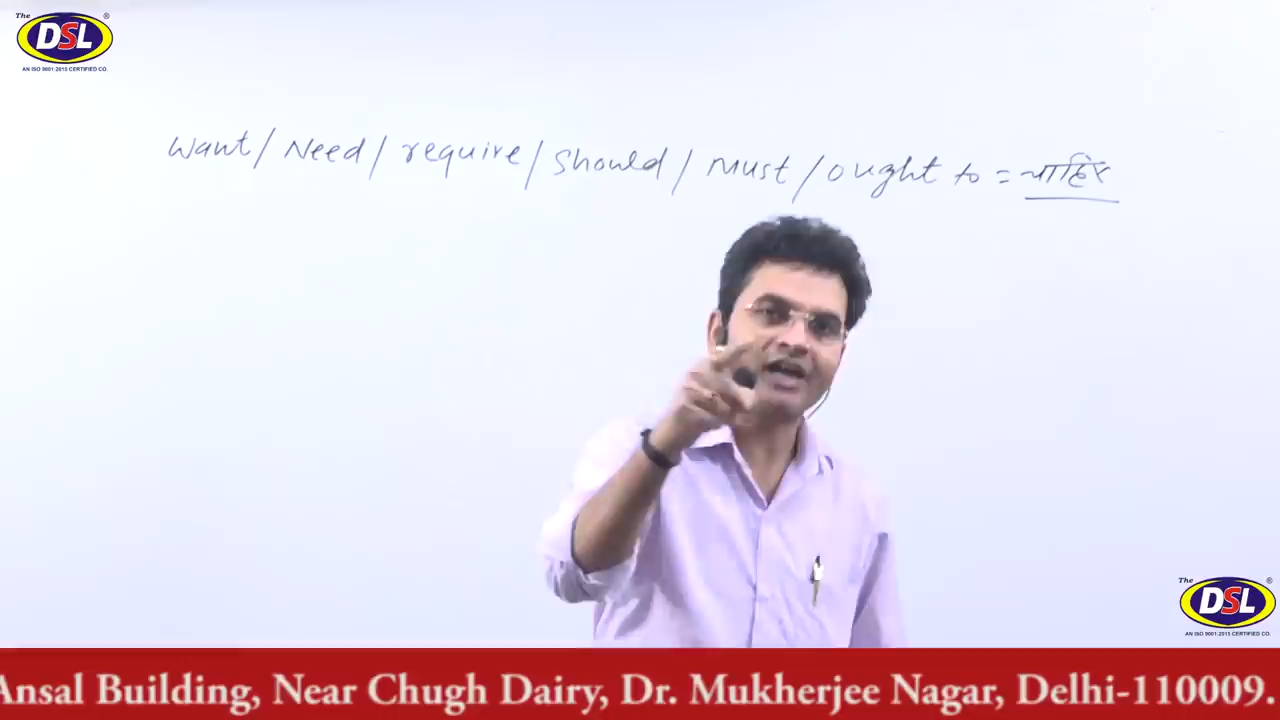 The DSL ®
AN ISO 9001:2015 CERTIFIED CO.
Want / Need / require / Should / Must / ought to = चाहिए
The DSL ®
AN ISO 9001:2015 CERTIFIED CO.
Ansal Building, Near Chugh Dairy, Dr. Mukherjee Nagar, Delhi-110009.